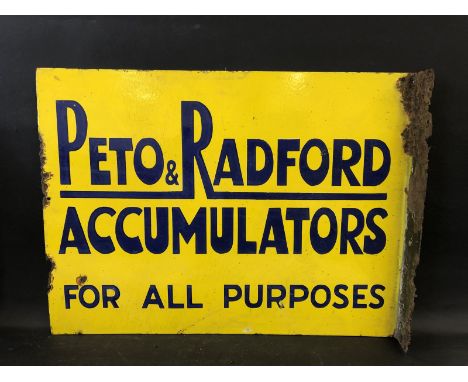 PETO & RADFORD
ACCUMULATORS
FOR ALL PURPOSES